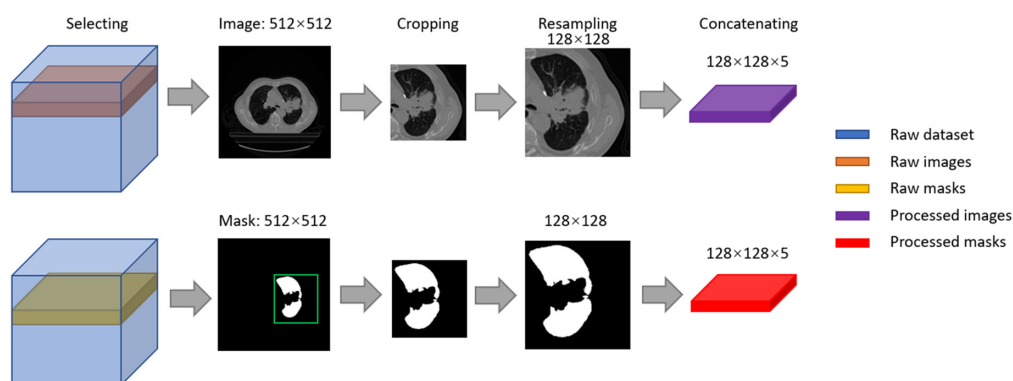 Selecting
Image: 512×512
Cropping
Resampling
128×128
Concatenating
128×128×5
Raw dataset
Raw images
Raw masks
Processed images
Processed masks
Mask: 512×512
128×128
128×128×5